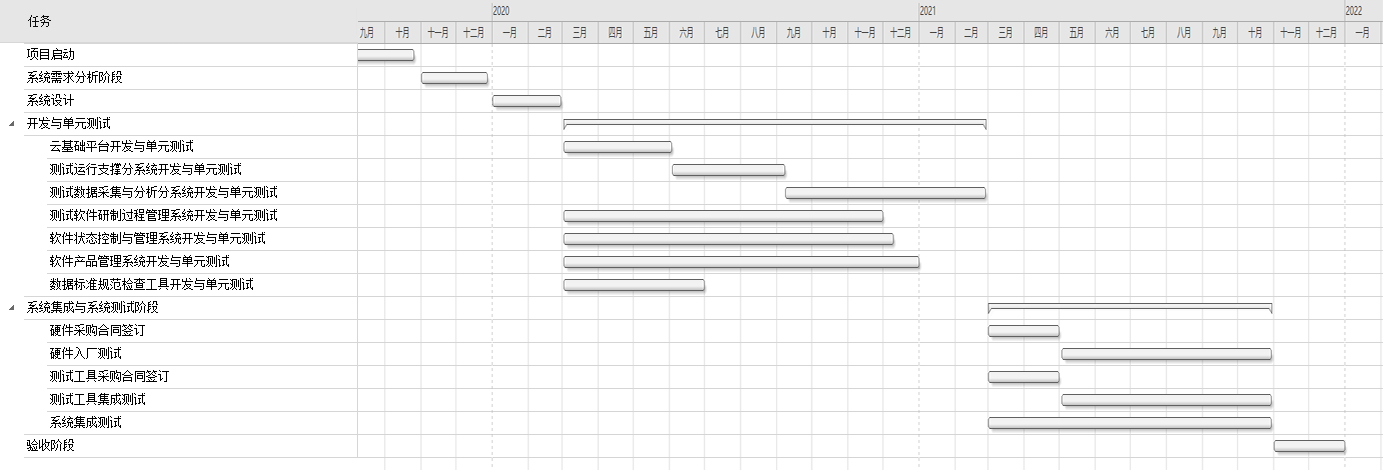 2020 2021 2022
任务
九月 十月 十一月 十二月 一月 二月 三月 四月 五月 六月 七月 八月 九月 十月 十一月 十二月 一月 二月 三月 四月 五月 六月 七月 八月 九月 十月 十一月 十二月 一月
项目启动
系统需求分析阶段
系统设计
开发与单元测试
云基础平台开发与单元测试
测试运行支撑分系统开发与单元测试
测试数据采集与分析分系统开发与单元测试
测试软件研制过程管理系统开发与单元测试
软件状态控制与管理系统开发与单元测试
软件产品管理系统开发与单元测试
数据标准规范检查工具开发与单元测试
系统集成与系统测试阶段
硬件采购合同签订
硬件入厂测试
测试工具采购合同签订
测试工具集成测试
系统集成测试
验收阶段